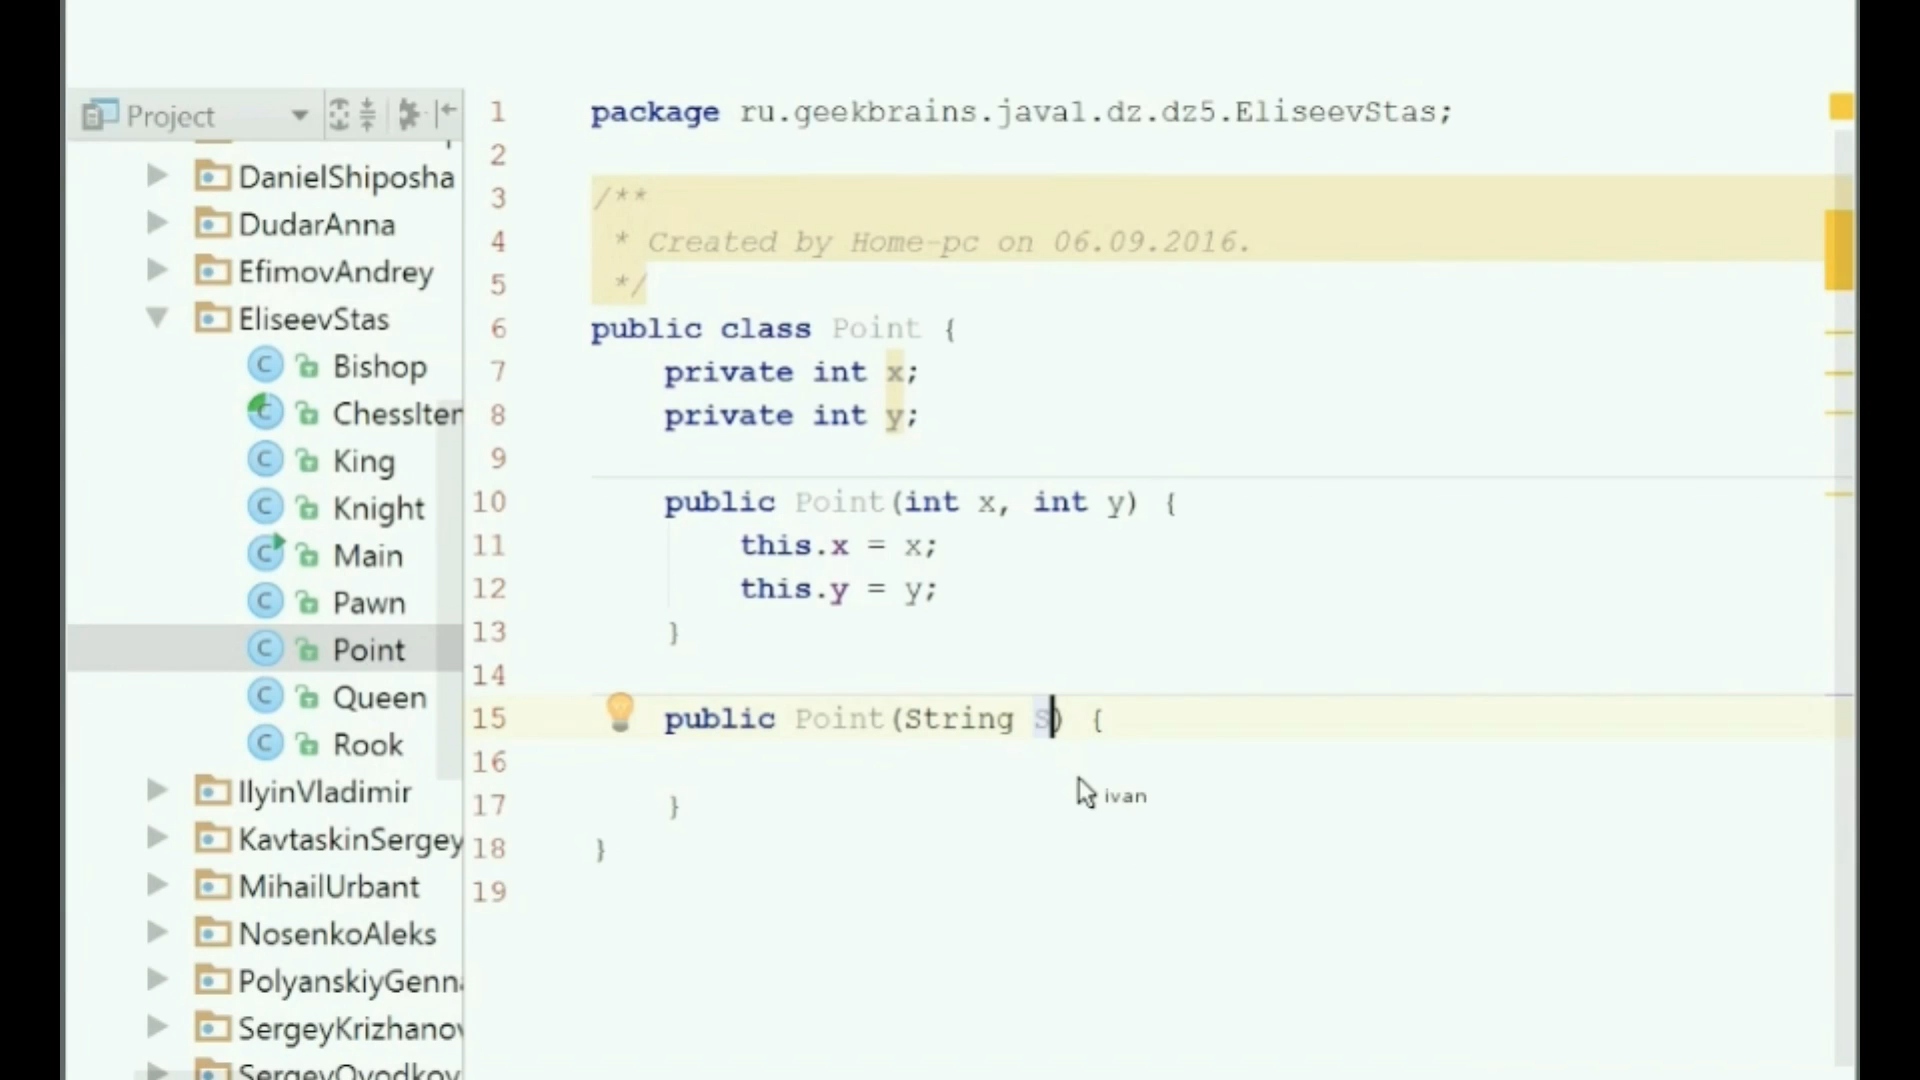 Project
DanielShiposha
DudarAnna
EfimovAndrey
EliseevStas
Bishop
ChessIter
King
Knight
Main
Pawn
Point
Queen
Rook
IlyinVladimir
KavtaskinSergey
MihailUrbant
NosenkoAleks
PolyanskiyGenn
SergeyKrizhanov
SergeyOvodkov
1 package ru.geekbrains.java1.dz.dz5.EliseevStas;
2
3 /**
4 * Created by Home-pc on 06.09.2016.
5 */
6 public class Point {
7 private int x;
8 private int y;
9
10 public Point(int x, int y) {
11 this.x = x;
12 this.y = y;
13 }
14
15 public Point(String S) {
16
ivan
17 }
18 }
19